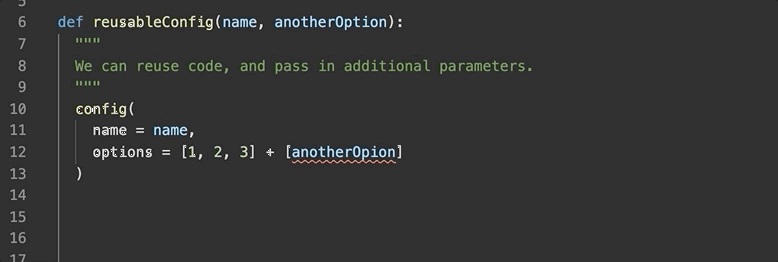 5
6 def reusableConfig(name, anotherOption):
7 """
8 We can reuse code, and pass in additional parameters.
9 """
10 config(
11 name = name,
12 options = [1, 2, 3] + [anotherOpion]
13 )
14
15
16
17